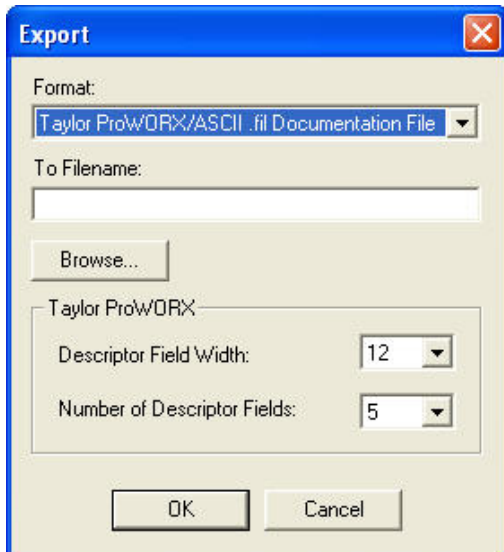 Export
Format:
Taylor ProWORX/ASCII .fil Documentation File
To Filename:
Browse...
Taylor ProWORX
Descriptor Field Width: 12
Number of Descriptor Fields: 5
OK Cancel